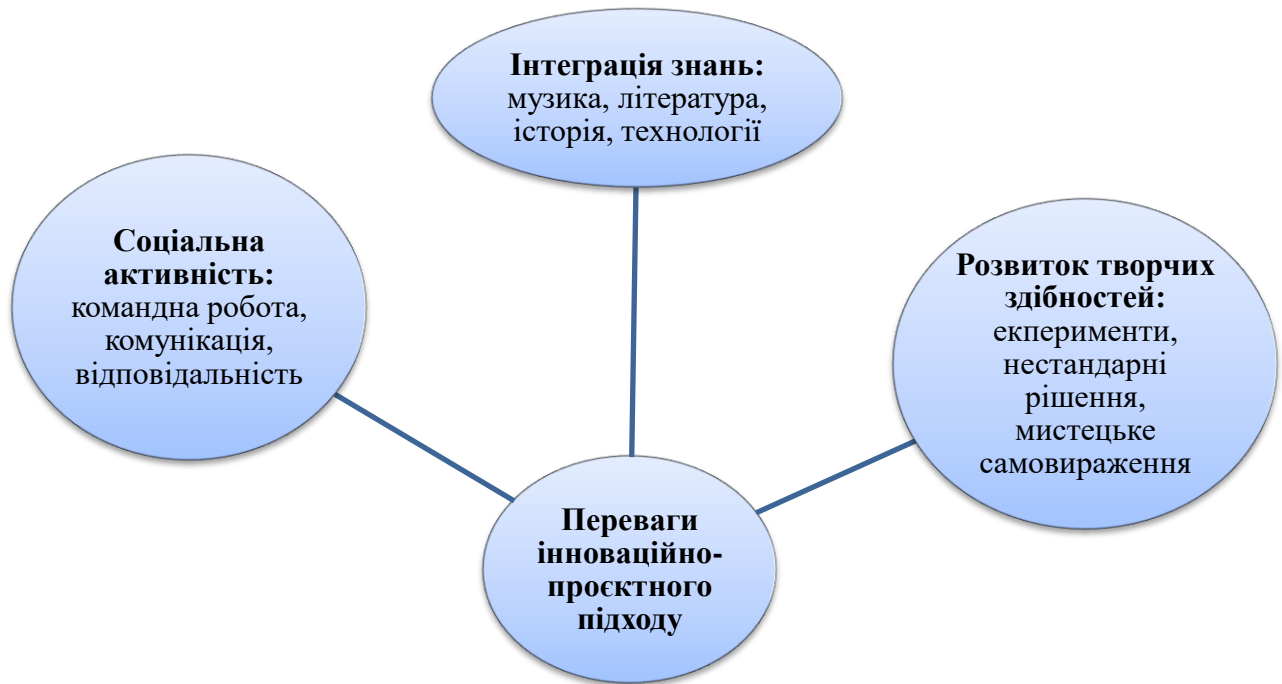 Інтеграція знань:
музика, література,
історія, технології
Соціальна
активність:
командна робота,
комунікація,
відповідальність
Розвиток творчих
здібностей:
екперименти,
нестандарні
рішення,
мистецьке
самовираження
Переваги
інноваційно-
проєктного
підходу